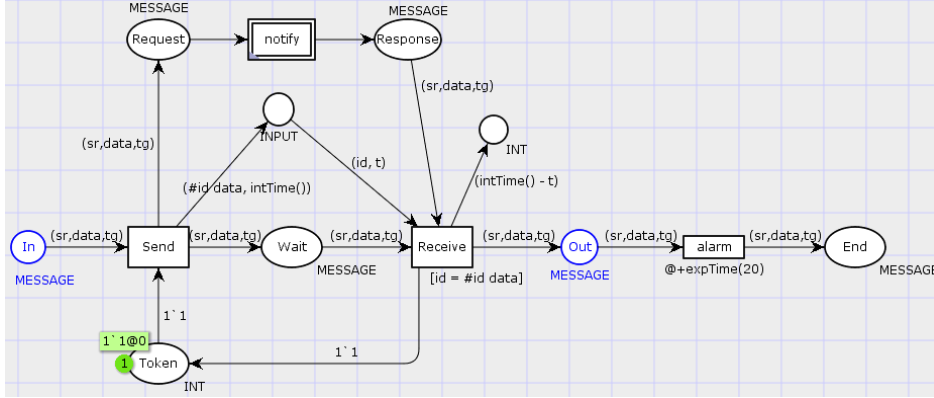 MESSAGE
MESSAGE
Request
notify
Response
(sr,data,tg)
INPUT
(sr,data,tg)
INT
(id, t)
(#id data, intTime())
(intTime() - t)
(sr,data,tg)
(sr,data,tg)
(sr,data,tg)
(sr,data,tg)
(sr,data,tg)
(sr,data,tg)
In
Send
Wait
Receive
Out
alarm
End
MESSAGE
MESSAGE
[id = #id data]
MESSAGE
@+expTime(20)
MESSAGE
1`1
1`1@0
1`1
1
Token
INT